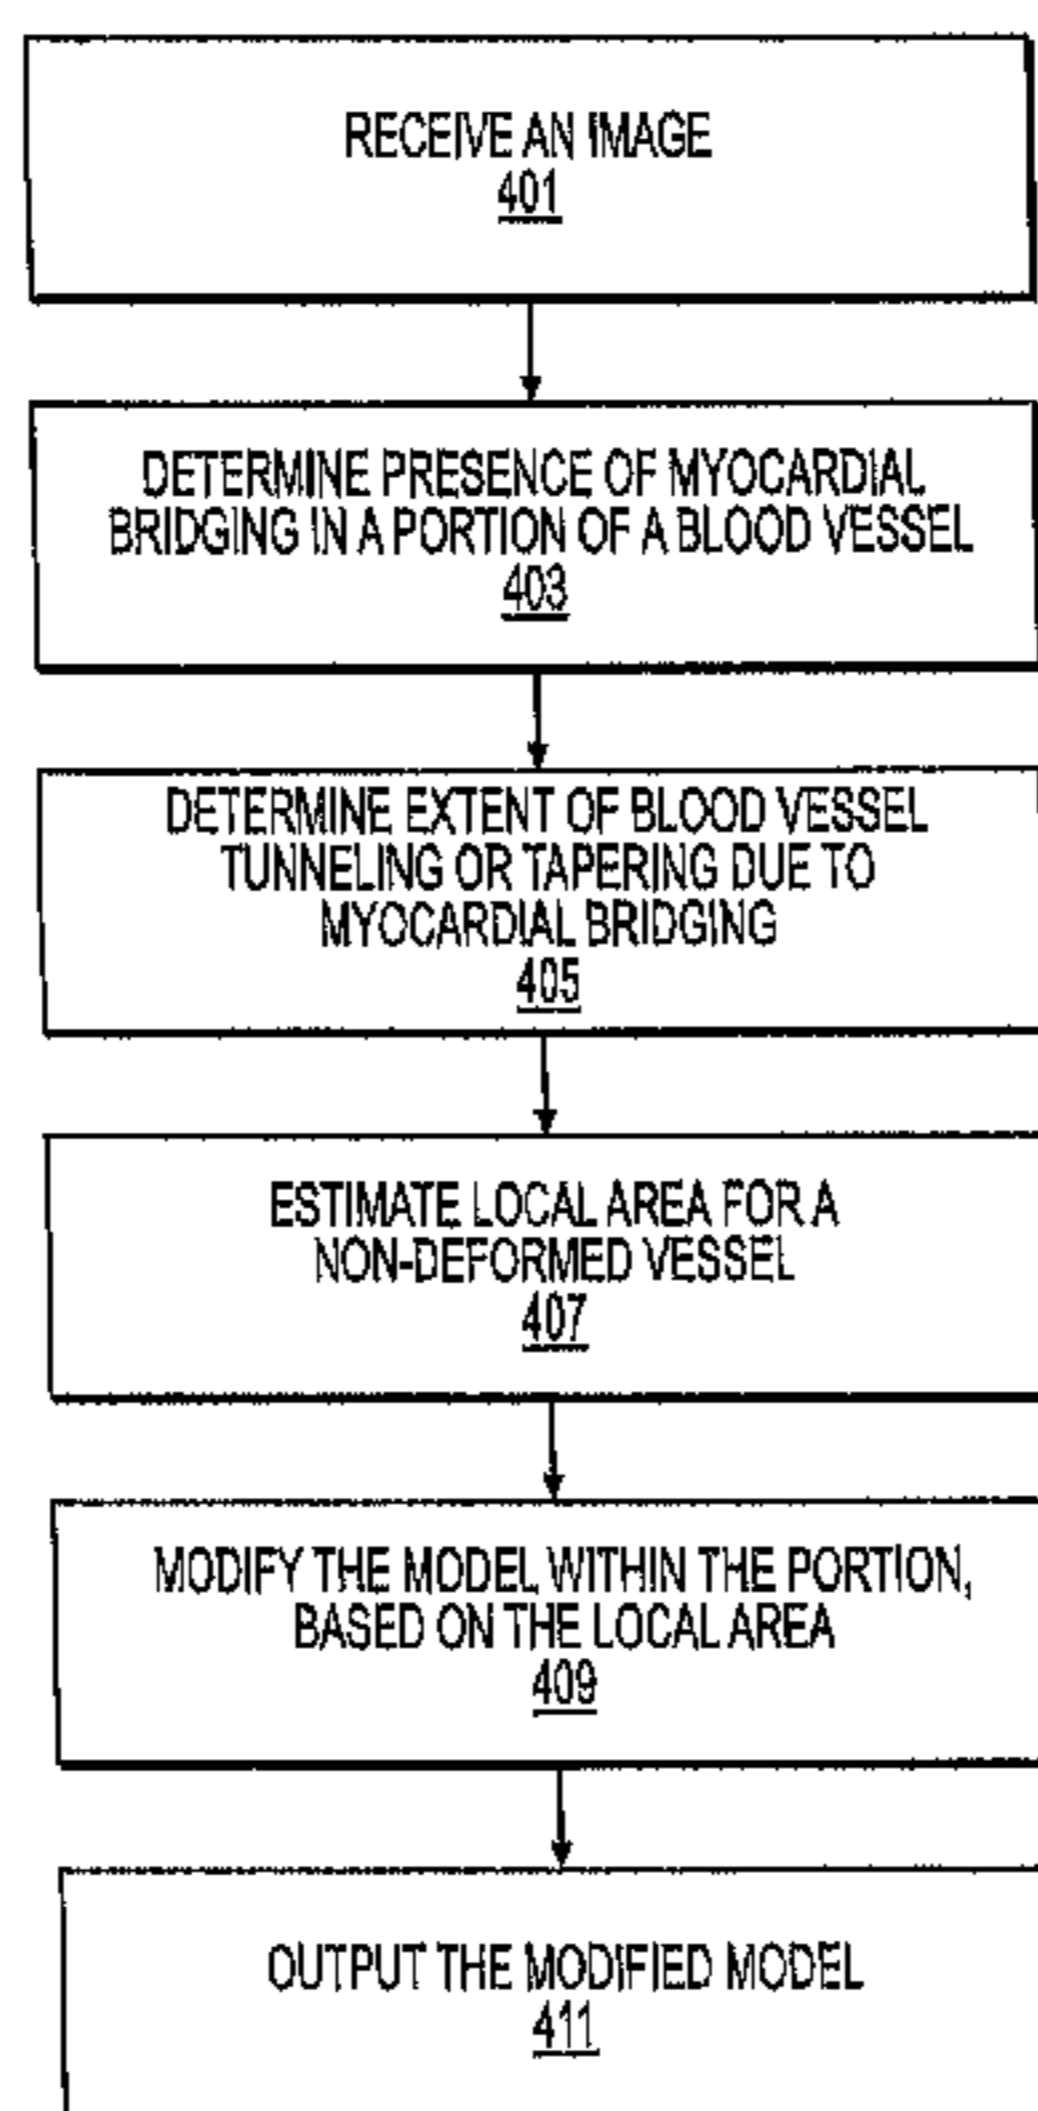 RECEIVE AN IMAGE
401
DETERMINE PRESENCE OF MYOCARDIAL
BRIDGING IN A PORTION OF A BLOOD VESSEL
403
DETERMINE EXTENT OF BLOOD VESSEL
TUNNELING OR TAPERING DUE TO
MYOCARDIAL BRIDGING
405
ESTIMATE LOCAL AREA FOR A
NON-DEFORMED VESSEL
407
MODIFY THE MODEL WITHIN THE PORTION,
BASED ON THE LOCAL AREA
409
OUTPUT THE MODIFIED MODEL
411